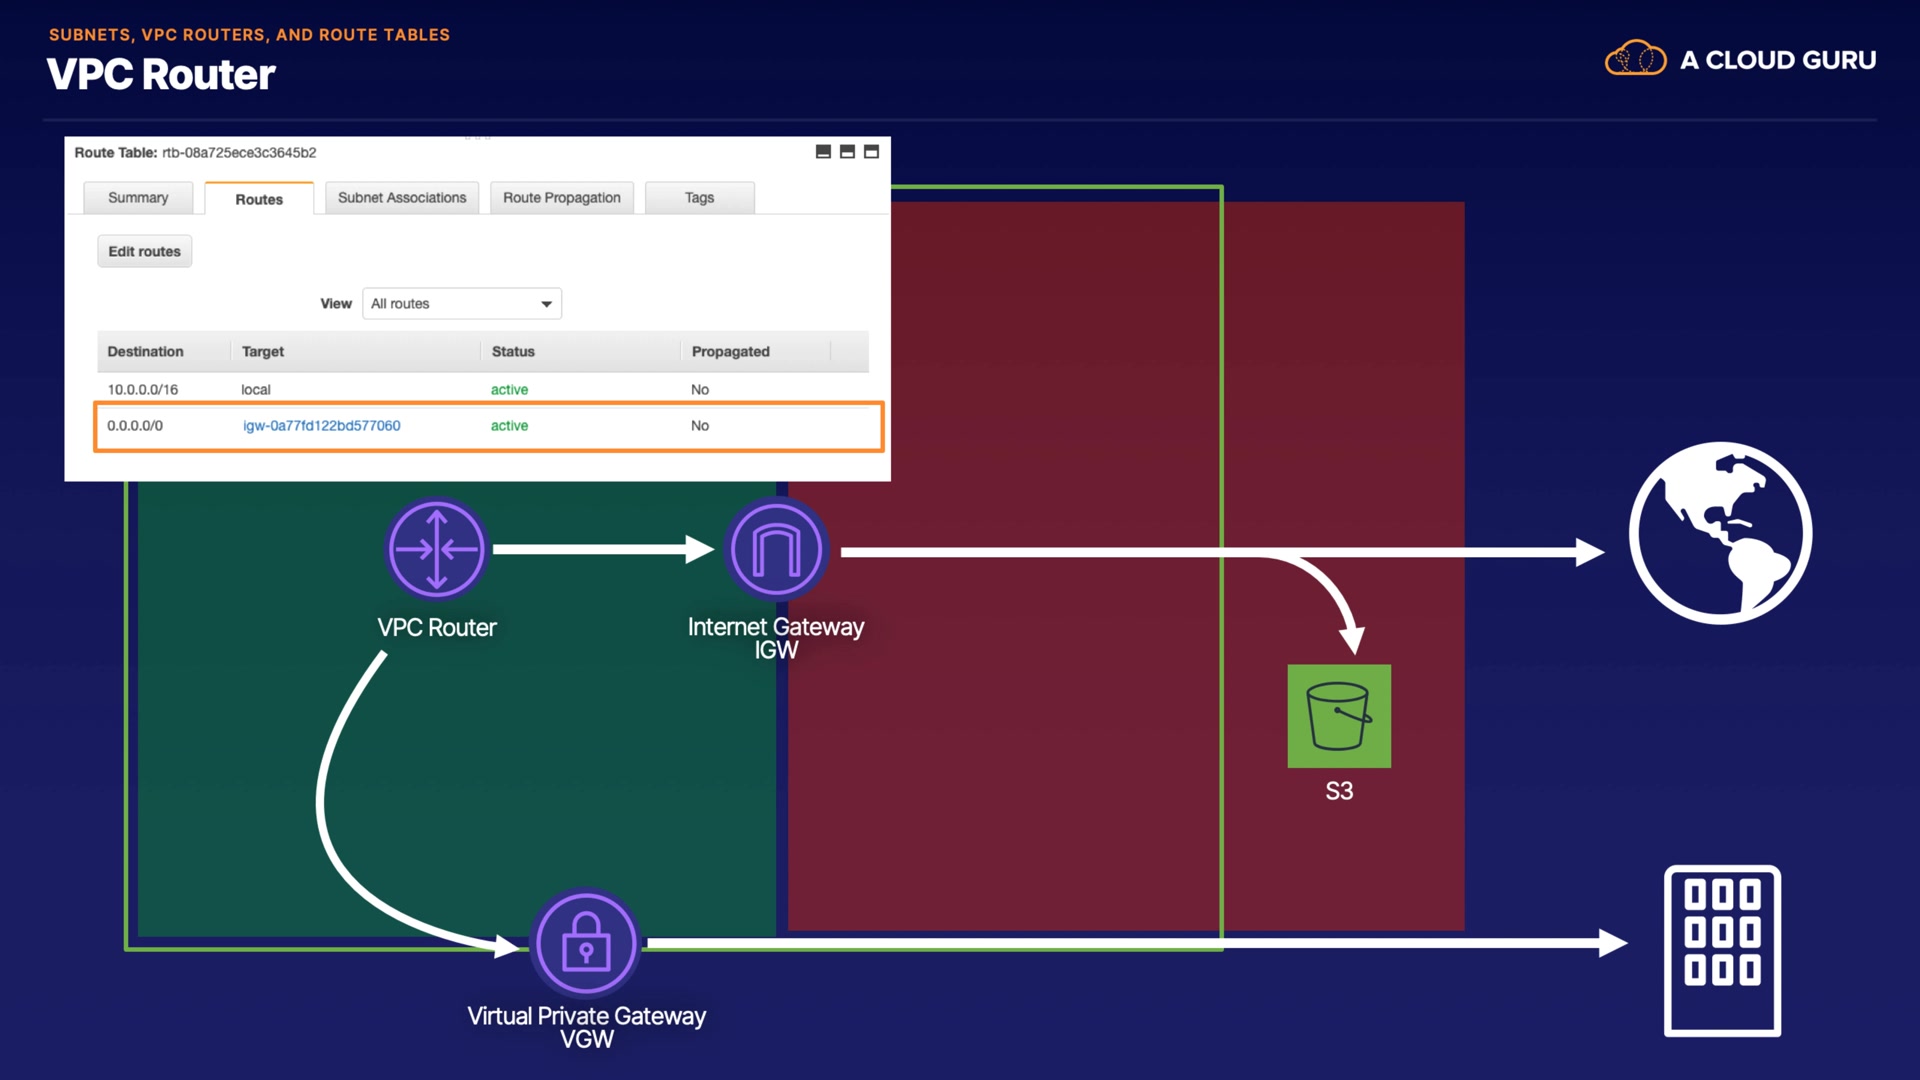 SUBNETS, VPC ROUTERS, AND ROUTE TABLES
VPC Router
A CLOUD GURU
Route Table: rtb-08a725ece3c3645b2
Summary Routes Subnet Associations Route Propagation Tags
Edit routes
View All routes
Destination Target Status Propagated
10.0.0.0/16 local active No
0.0.0.0/0 igw-0a77fd122bd577060 active No
VPC Router
Internet Gateway
IGW
S3
Virtual Private Gateway
VGW